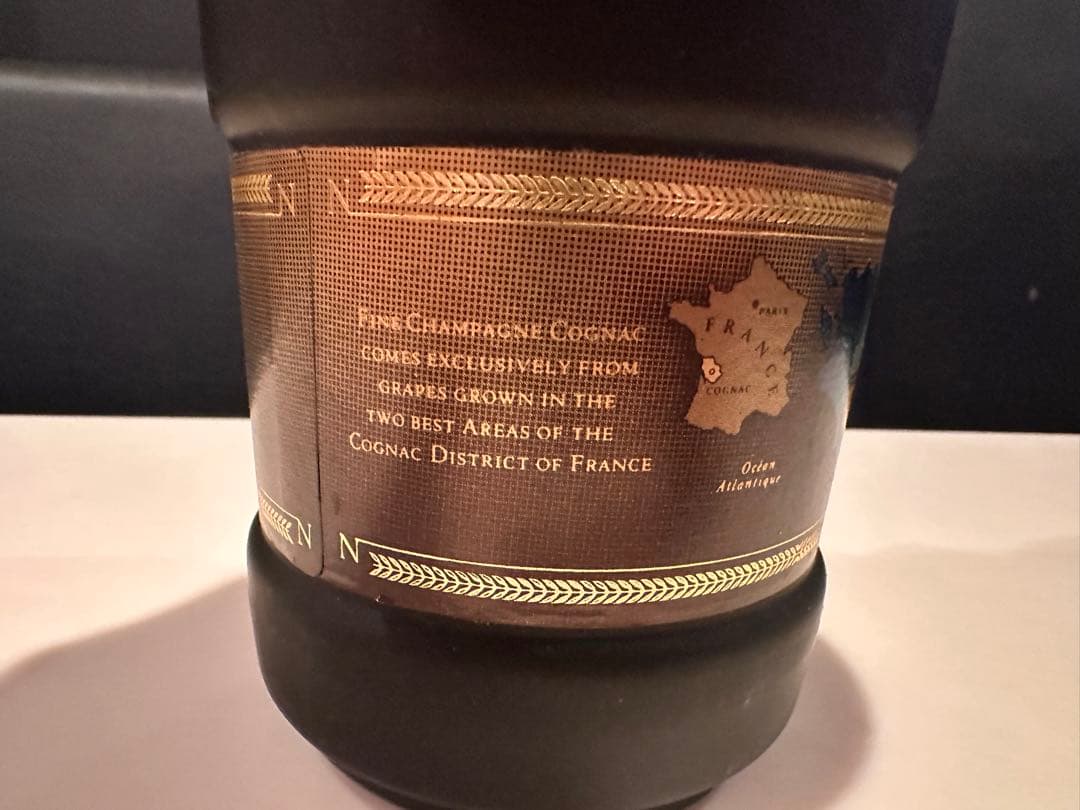 N N
FINE CHAMPAGNE COGNAC
COMES EXCLUSIVELY FROM
GRAPES GROWN IN THE
TWO BEST AREAS OF THE
COGNAC DISTRICT OF FRANCE
PARIS
FRANCE
COGNAC
Océan
Atlantique
N N